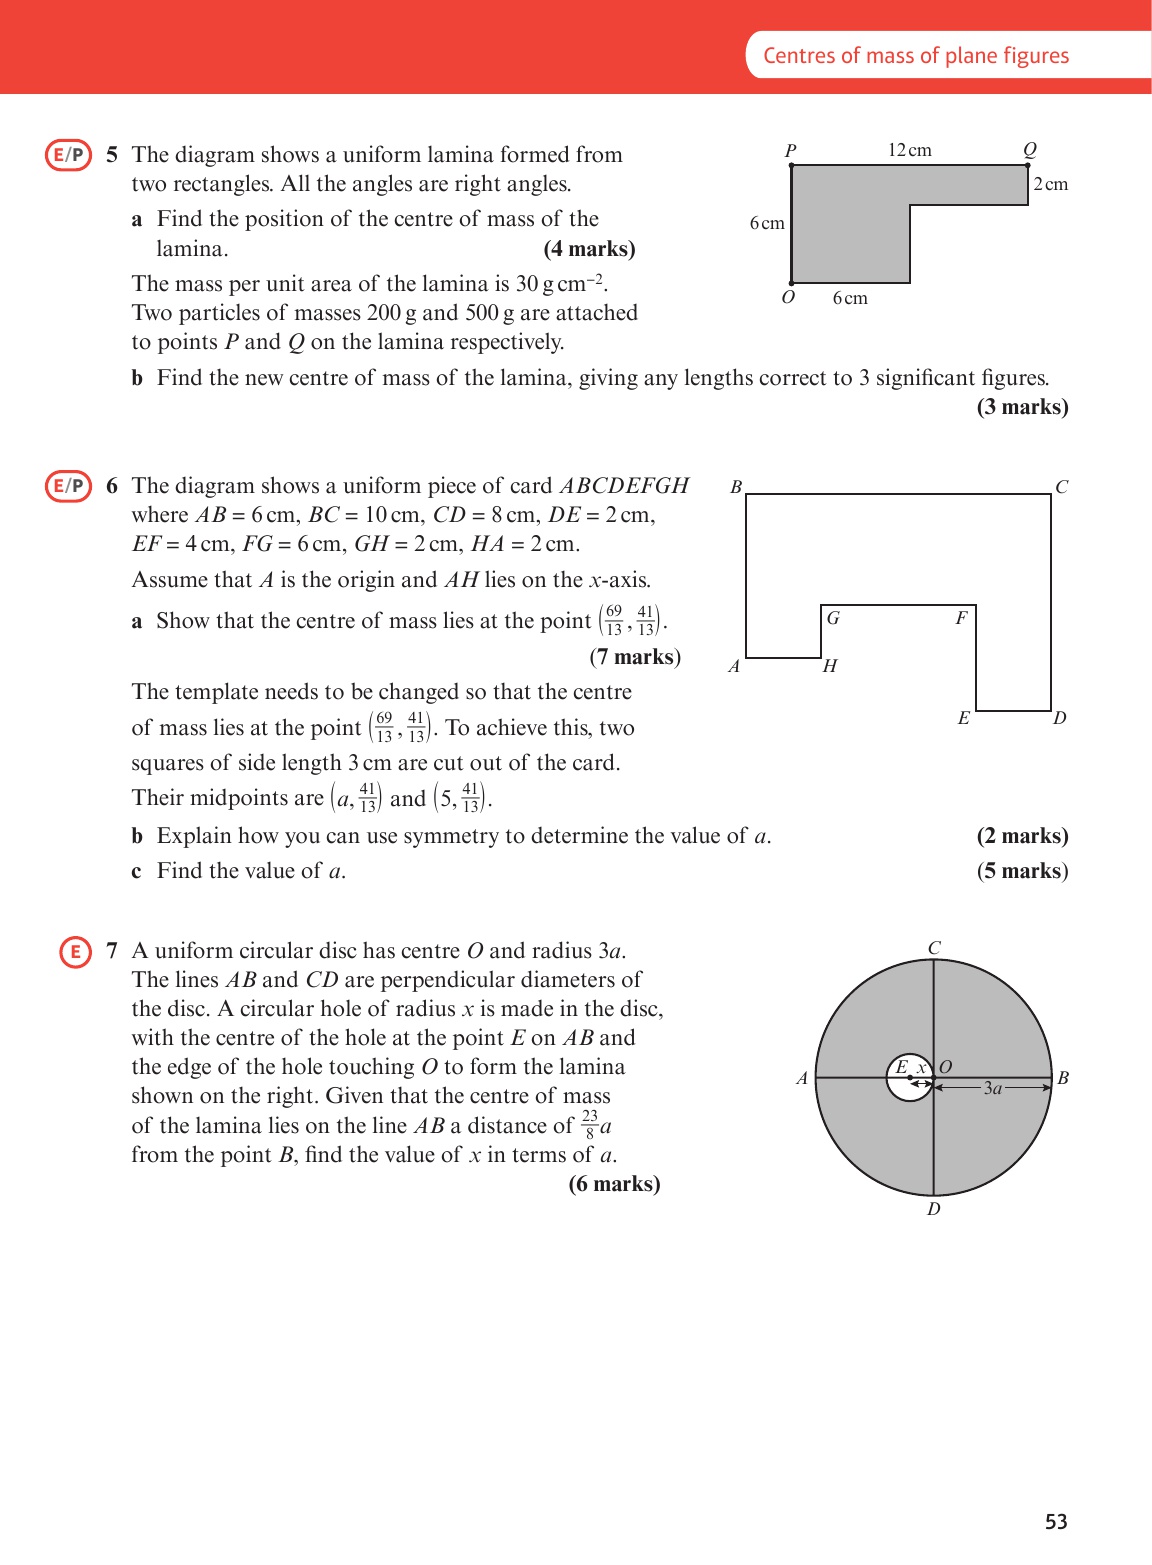 Centres of mass of plane figures
E/P 5 The diagram shows a uniform lamina formed from
two rectangles. All the angles are right angles.
a Find the position of the centre of mass of the
lamina. (4 marks)
The mass per unit area of the lamina is 30 g cm⁻².
Two particles of masses 200 g and 500 g are attached
to points P and Q on the lamina respectively.
b Find the new centre of mass of the lamina, giving any lengths correct to 3 significant figures.
(3 marks)
P 12 cm Q
2 cm
6 cm
O 6 cm
E/P 6 The diagram shows a uniform piece of card ABCDEFGH
where AB = 6 cm, BC = 10 cm, CD = 8 cm, DE = 2 cm,
EF = 4 cm, FG = 6 cm, GH = 2 cm, HA = 2 cm.
Assume that A is the origin and AH lies on the x-axis.
a Show that the centre of mass lies at the point (69/13, 41/13).
(7 marks)
The template needs to be changed so that the centre
of mass lies at the point (69/13, 41/13). To achieve this, two
squares of side length 3 cm are cut out of the card.
Their midpoints are (a, 41/13) and (5, 41/13).
b Explain how you can use symmetry to determine the value of a. (2 marks)
c Find the value of a. (5 marks)
B C
G F
A H
E D
E 7 A uniform circular disc has centre O and radius 3a.
The lines AB and CD are perpendicular diameters of
the disc. A circular hole of radius x is made in the disc,
with the centre of the hole at the point E on AB and
the edge of the hole touching O to form the lamina
shown on the right. Given that the centre of mass
of the lamina lies on the line AB a distance of 23/8 a
from the point B, find the value of x in terms of a.
(6 marks)
C
E x O
A B
3a
D
53